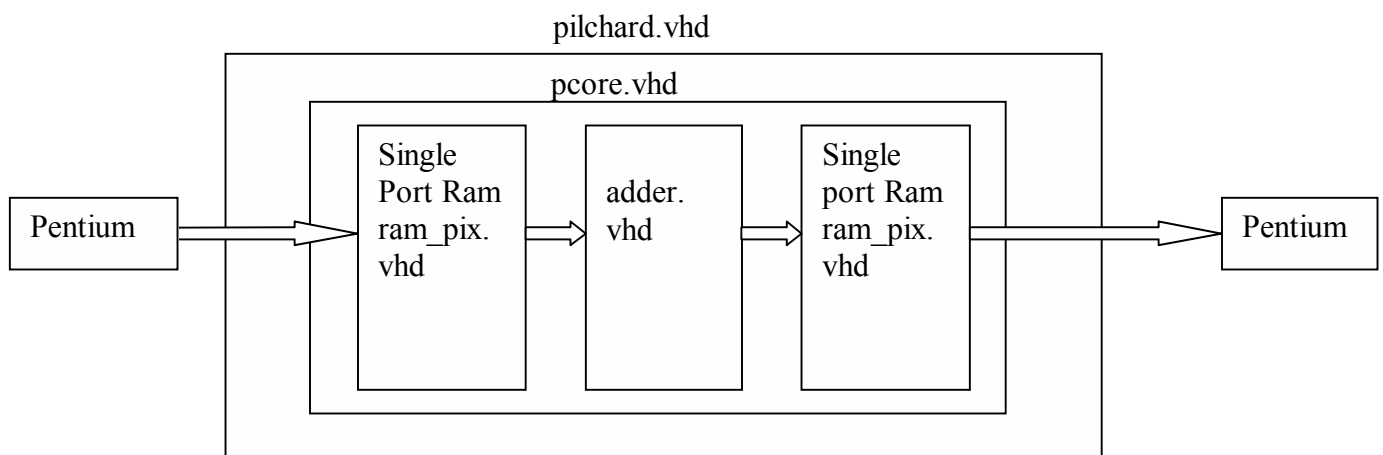 pilchard.vhd
pcore.vhd
Pentium
Single
Port Ram
ram_pix.
vhd
adder.
vhd
Single
port Ram
ram_pix.
vhd
Pentium